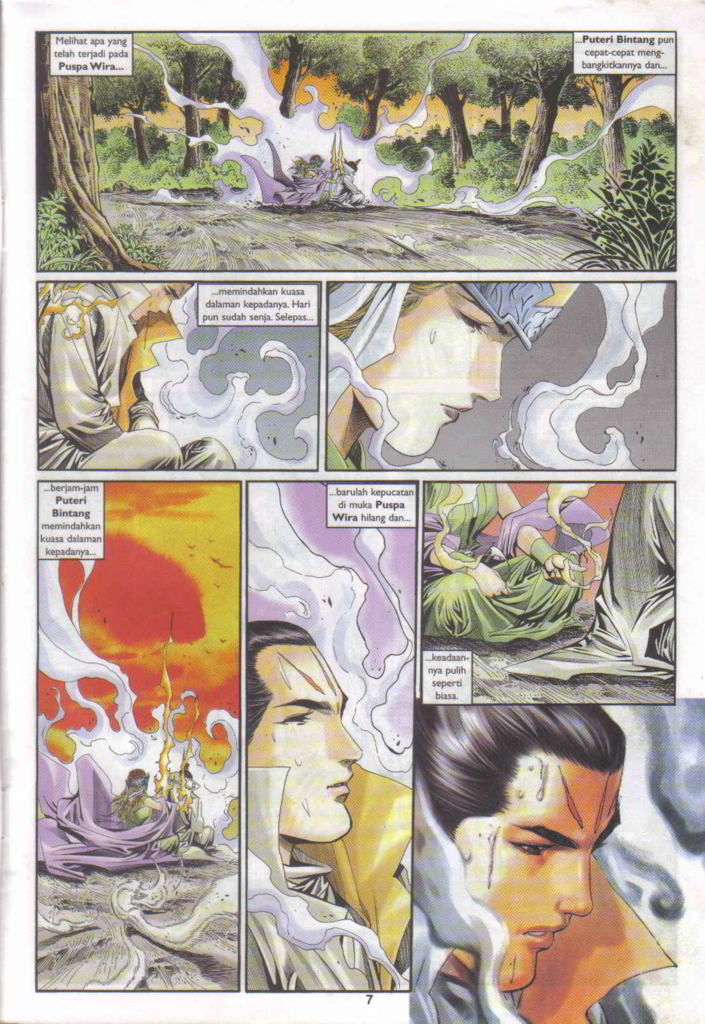 Melihat apa yang
telah terjadi pada
Puspa Wira...
...Puteri Bintang pun
cepat-cepat meng-
bangkitkannya dan...
...memindahkan kuasa
dalaman kepadanya. Hari
pun sudah senja. Selepas...
...berjam-jam
Puteri
Bintang
memindahkan
kuasa dalaman
kepadanya...
...barulah kepucatan
di muka Puspa
Wira hilang dan...
...keadaan-
nya pulih
seperti
biasa.
7